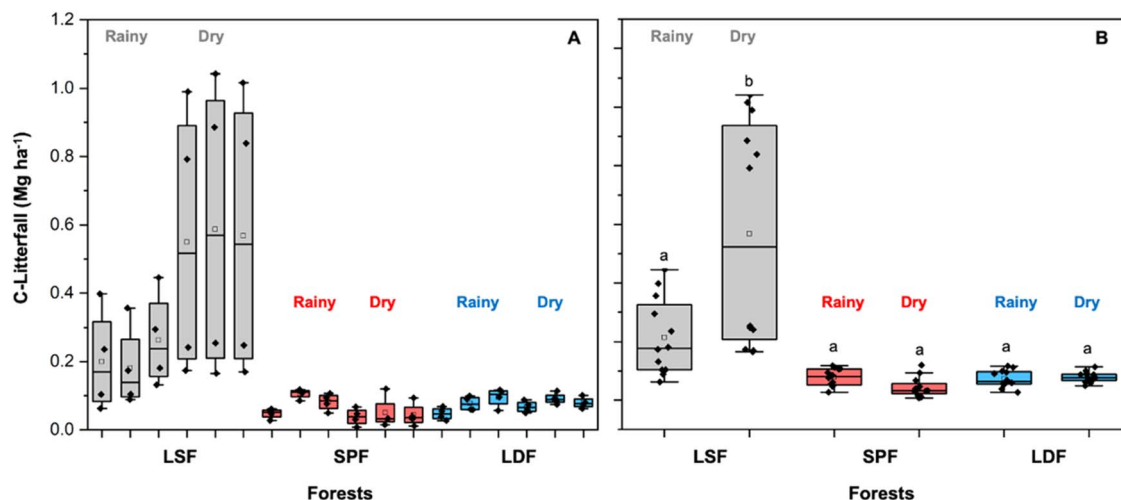 1.2
1.0
0.8
0.6
0.4
0.2
0.0
C-Litterfall (Mg ha⁻¹)
Rainy Dry A
Rainy Dry Rainy Dry
LSF SPF LDF
Forests
Rainy Dry B
b
a
Rainy Dry Rainy Dry
a a a a
LSF SPF LDF
Forests